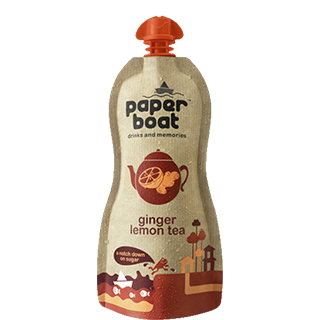 paper
boat
drinks and memories
ginger
lemon tea
a notch down
on sugar